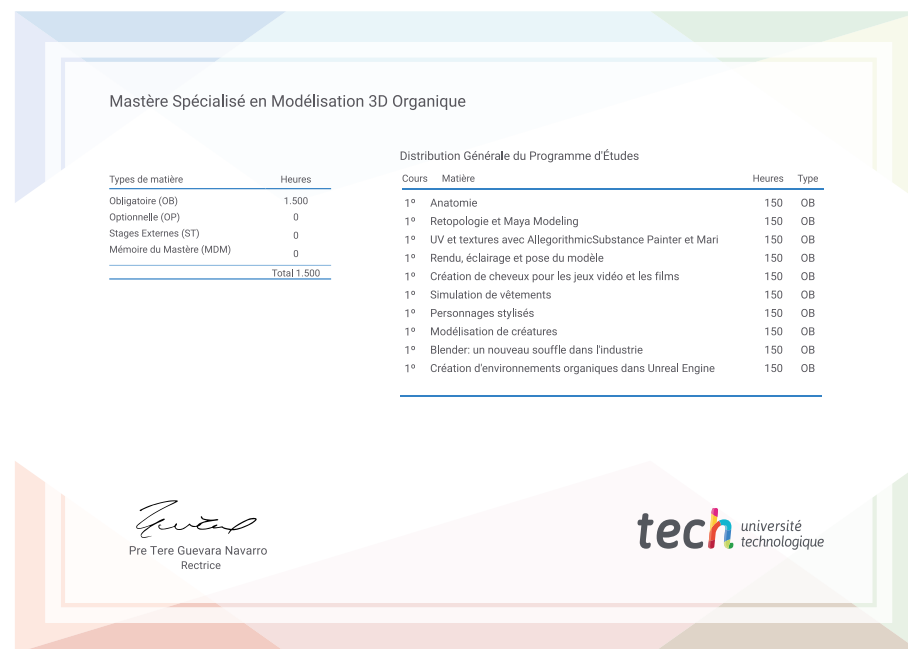 Mastère Spécialisé en Modélisation 3D Organique
Types de matière Heures
Obligatoire (OB) 1.500
Optionnelle (OP) 0
Stages Externes (ST) 0
Mémoire du Mastère (MDM) 0
Total 1.500
Distribution Générale du Programme d'Études
Cours Matière Heures Type
1º Anatomie 150 OB
1º Retopologie et Maya Modeling 150 OB
1º UV et textures avec AllegorithmicSubstance Painter et Mari 150 OB
1º Rendu, éclairage et pose du modèle 150 OB
1º Création de cheveux pour les jeux vidéo et les films 150 OB
1º Simulation de vêtements 150 OB
1º Personnages stylisés 150 OB
1º Modélisation de créatures 150 OB
1º Blender: un nouveau souffle dans l'industrie 150 OB
1º Création d'environnements organiques dans Unreal Engine 150 OB
Pre Tere Guevara Navarro
Rectrice
tech université
technologique